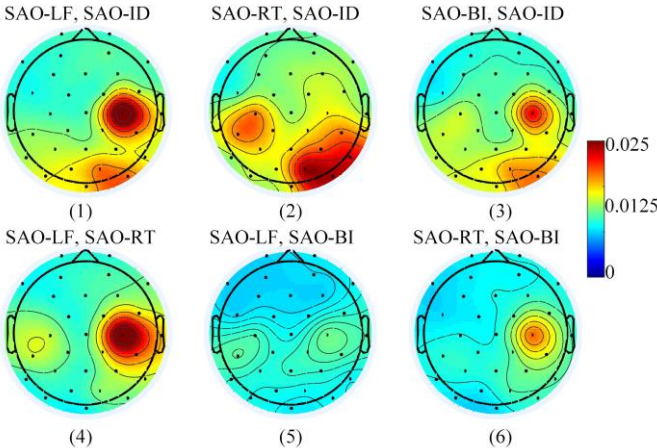 SAO-LF, SAO-ID SAO-RT, SAO-ID SAO-BI, SAO-ID
(1) (2) (3)
0.025
0.0125
0
SAO-LF, SAO-RT SAO-LF, SAO-BI SAO-RT, SAO-BI
(4) (5) (6)